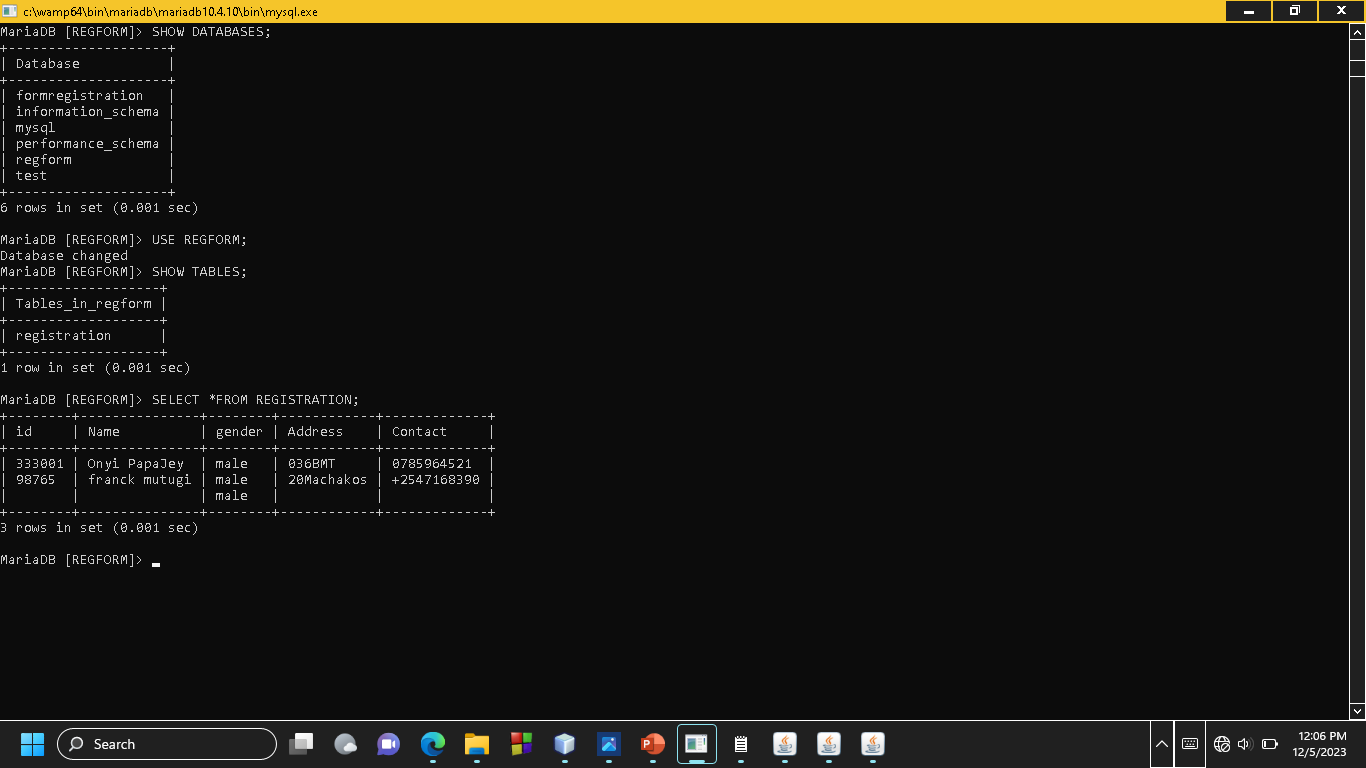 c:\wamp64\bin\mariadb\mariadb10.4.10\bin\mysql.exe
MariaDB [REGFORM]> SHOW DATABASES;
+--------------------+
| Database           |
+--------------------+
| formregistration   |
| information_schema |
| mysql              |
| performance_schema |
| regform            |
| test               |
+--------------------+
6 rows in set (0.001 sec)
MariaDB [REGFORM]> USE REGFORM;
Database changed
MariaDB [REGFORM]> SHOW TABLES;
+-------------------+
| Tables_in_regform |
+-------------------+
| registration      |
+-------------------+
1 row in set (0.001 sec)
MariaDB [REGFORM]> SELECT *FROM REGISTRATION;
+--------+---------------+--------+------------+-------------+
| id     | Name          | gender | Address    | Contact     |
+--------+---------------+--------+------------+-------------+
| 333001 | Onyi PapaJey  | male   | 036BMT     | 0785964521  |
| 98765  | franck mutugi | male   | 20Machakos | +2547168390 |
|        |               | male   |            |             |
+--------+---------------+--------+------------+-------------+
3 rows in set (0.001 sec)
MariaDB [REGFORM]>
Search
12:06 PM
12/5/2023